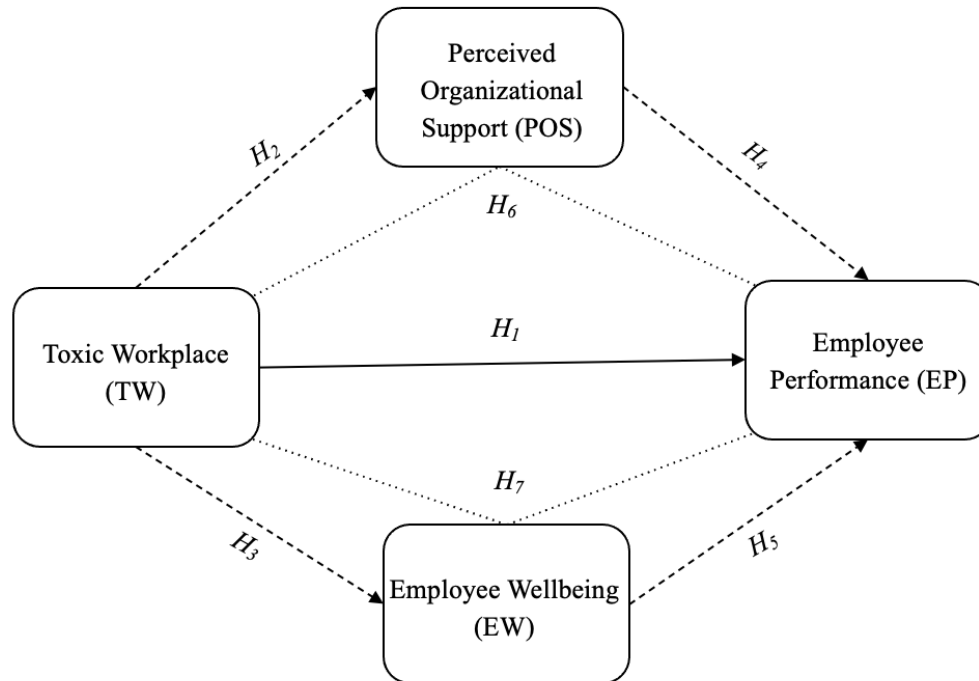 Perceived
Organizational
Support (POS)
H₂
H₄
H₆
Toxic Workplace
(TW)
H₁
Employee
Performance (EP)
H₇
H₃
H₅
Employee Wellbeing
(EW)